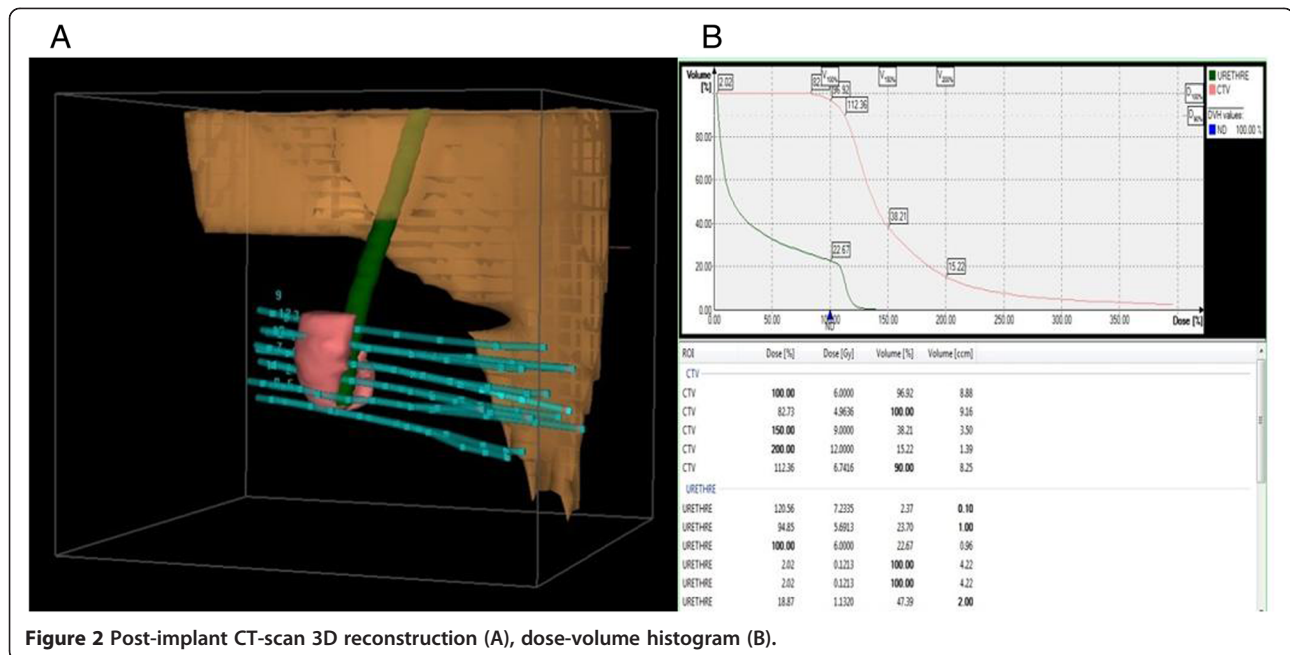 A
B
9
Volume
[%]
2.02
82
V100%
96.92
V150%
V200%
112.36
D100%
D90%
URETHRE
CTV
DVH values:
ND 100.00 %
80.00
60.00
40.00
38.21
22.67
20.00
15.22
0.00
0.00 50.00 100.00 150.00 200.00 250.00 300.00 350.00 Dose [%]
ND
ROI Dose [%] Dose [Gy] Volume [%] Volume [ccm]
CTV
CTV 100.00 6.0000 96.92 8.88
CTV 82.73 4.9636 100.00 9.16
CTV 150.00 9.0000 38.21 3.50
CTV 200.00 12.0000 15.22 1.39
CTV 112.36 6.7416 90.00 8.25
URETHRE
URETHRE 120.56 7.2335 2.37 0.10
URETHRE 94.85 5.6913 23.70 1.00
URETHRE 100.00 6.0000 22.67 0.96
URETHRE 2.02 0.1213 100.00 4.22
URETHRE 2.02 0.1213 100.00 4.22
URETHRE 18.87 1.1320 47.39 2.00
Figure 2 Post-implant CT-scan 3D reconstruction (A), dose-volume histogram (B).